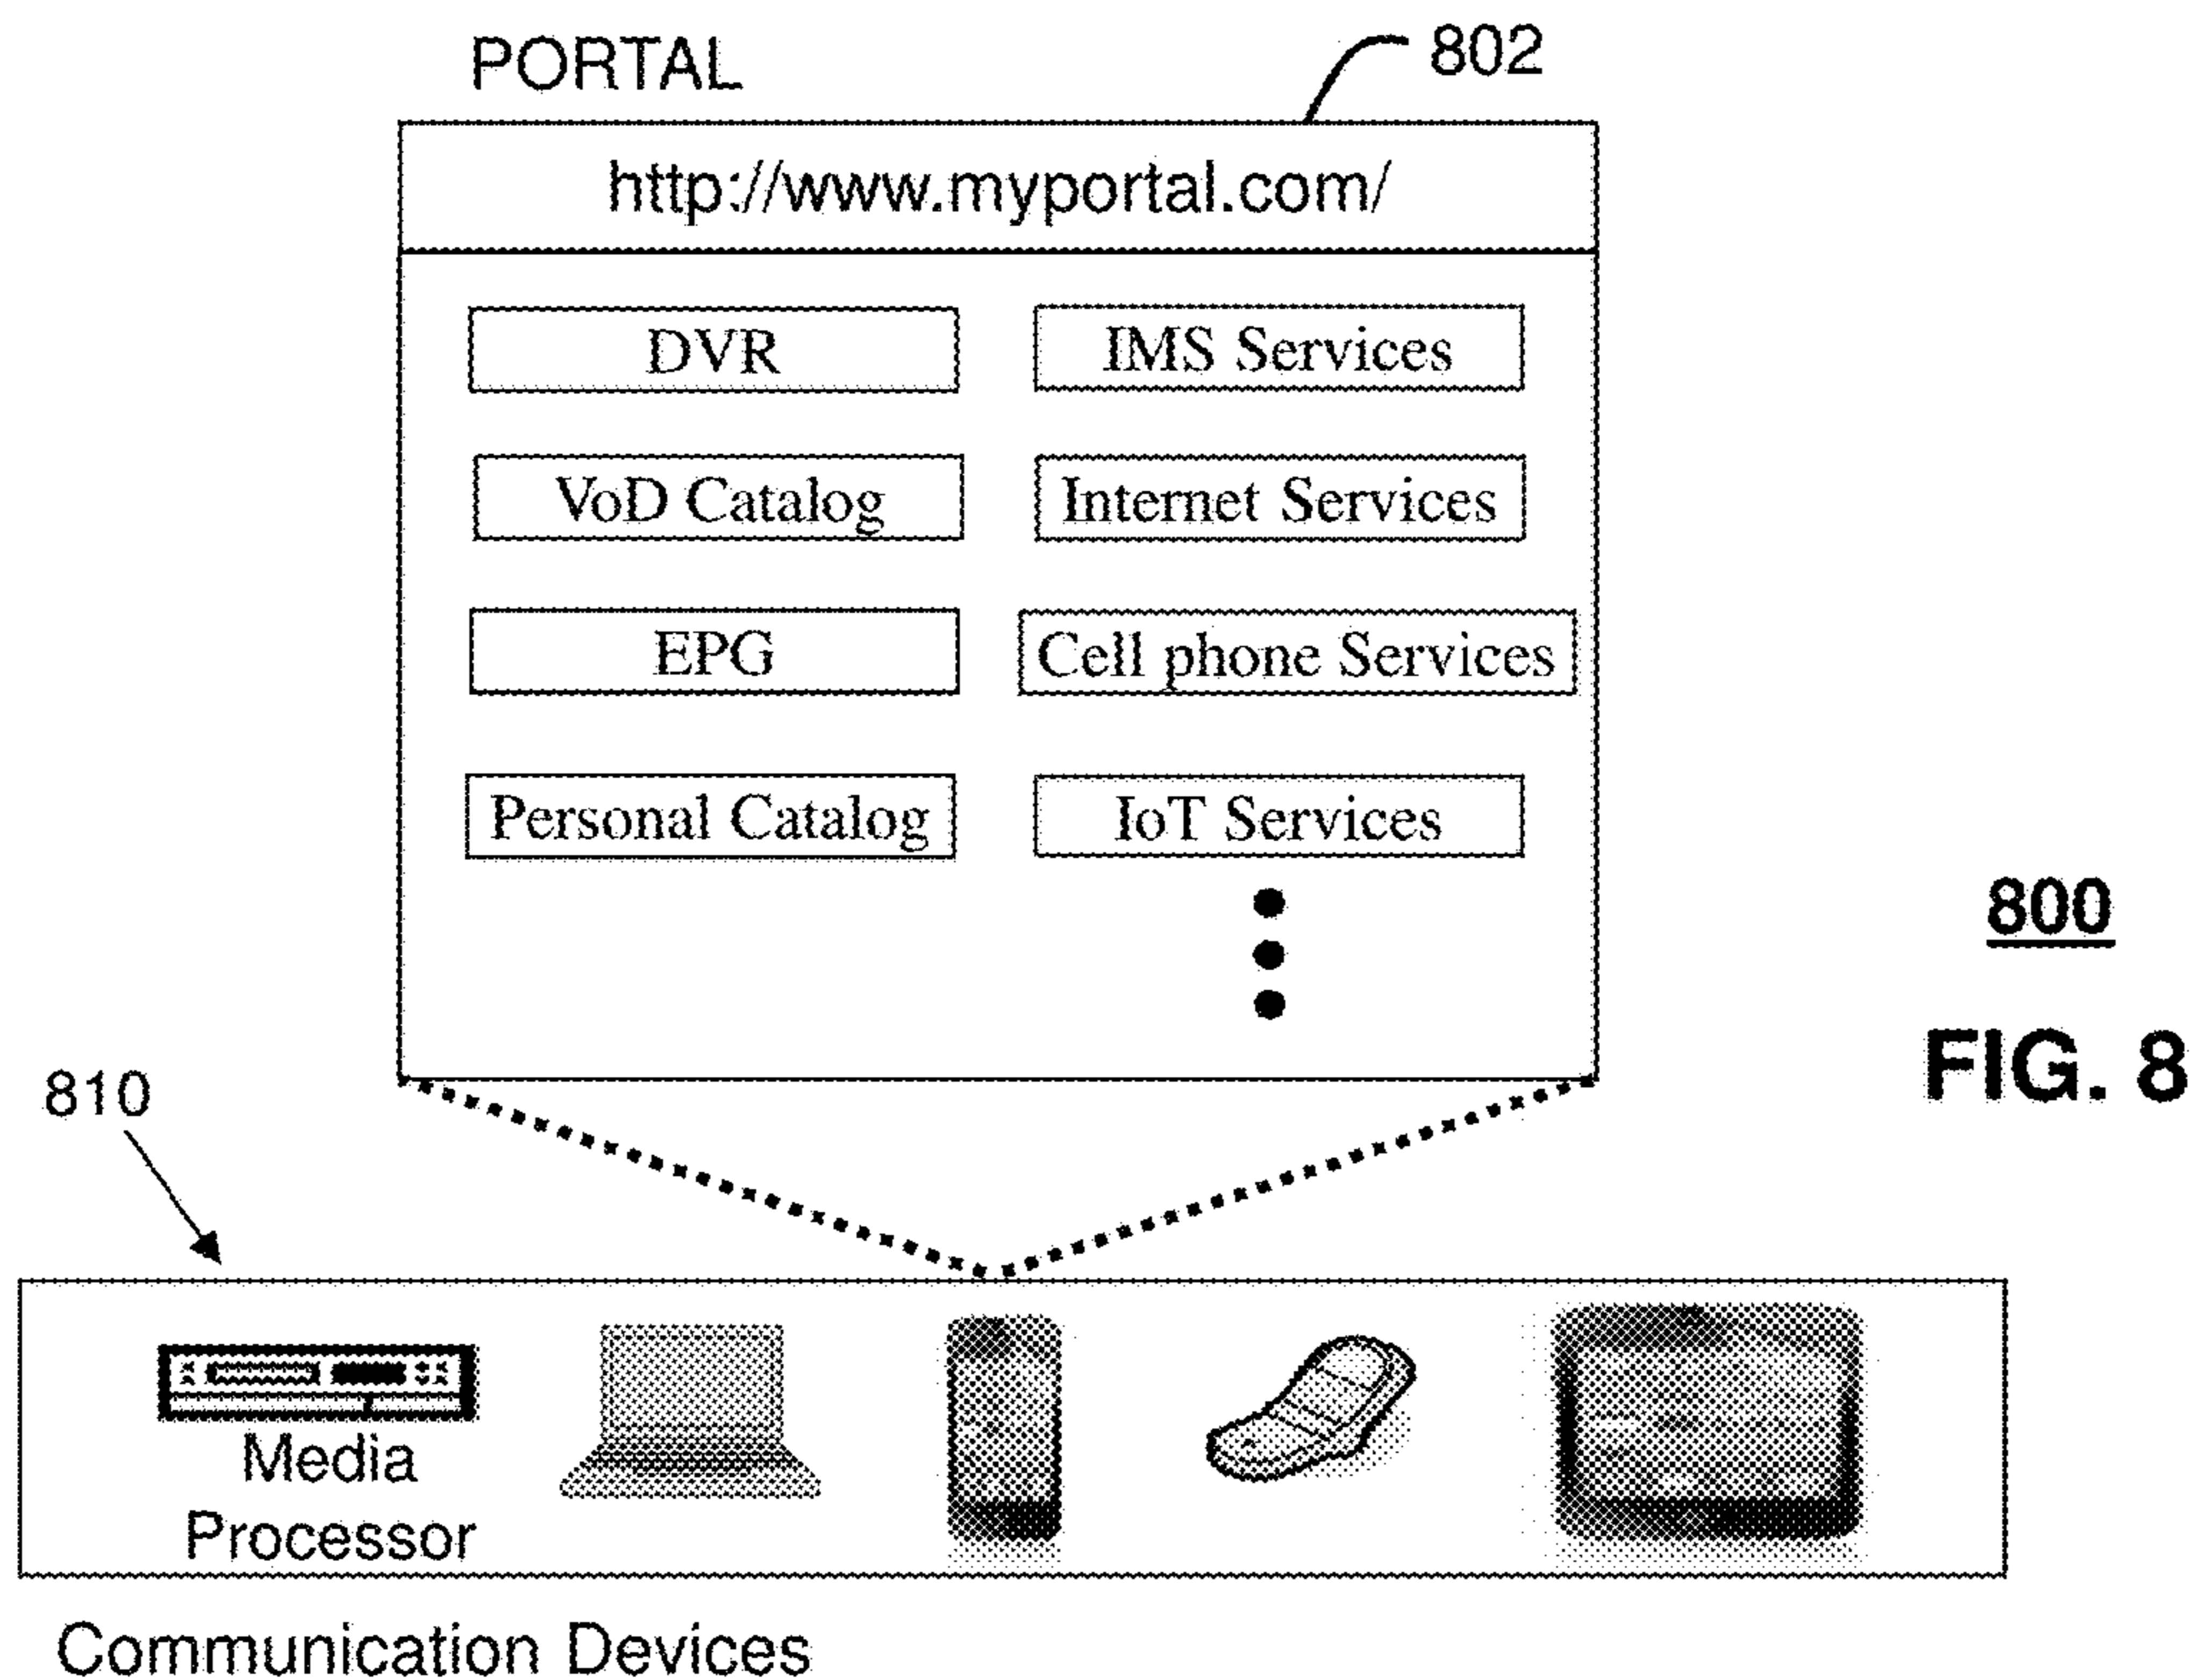 PORTAL
802
http://www.myportal.com/
DVR
IMS Services
VoD Catalog
Internet Services
EPG
Cell phone Services
Personal Catalog
IoT Services
800
FIG. 8
810
Media
Processor
Communication Devices